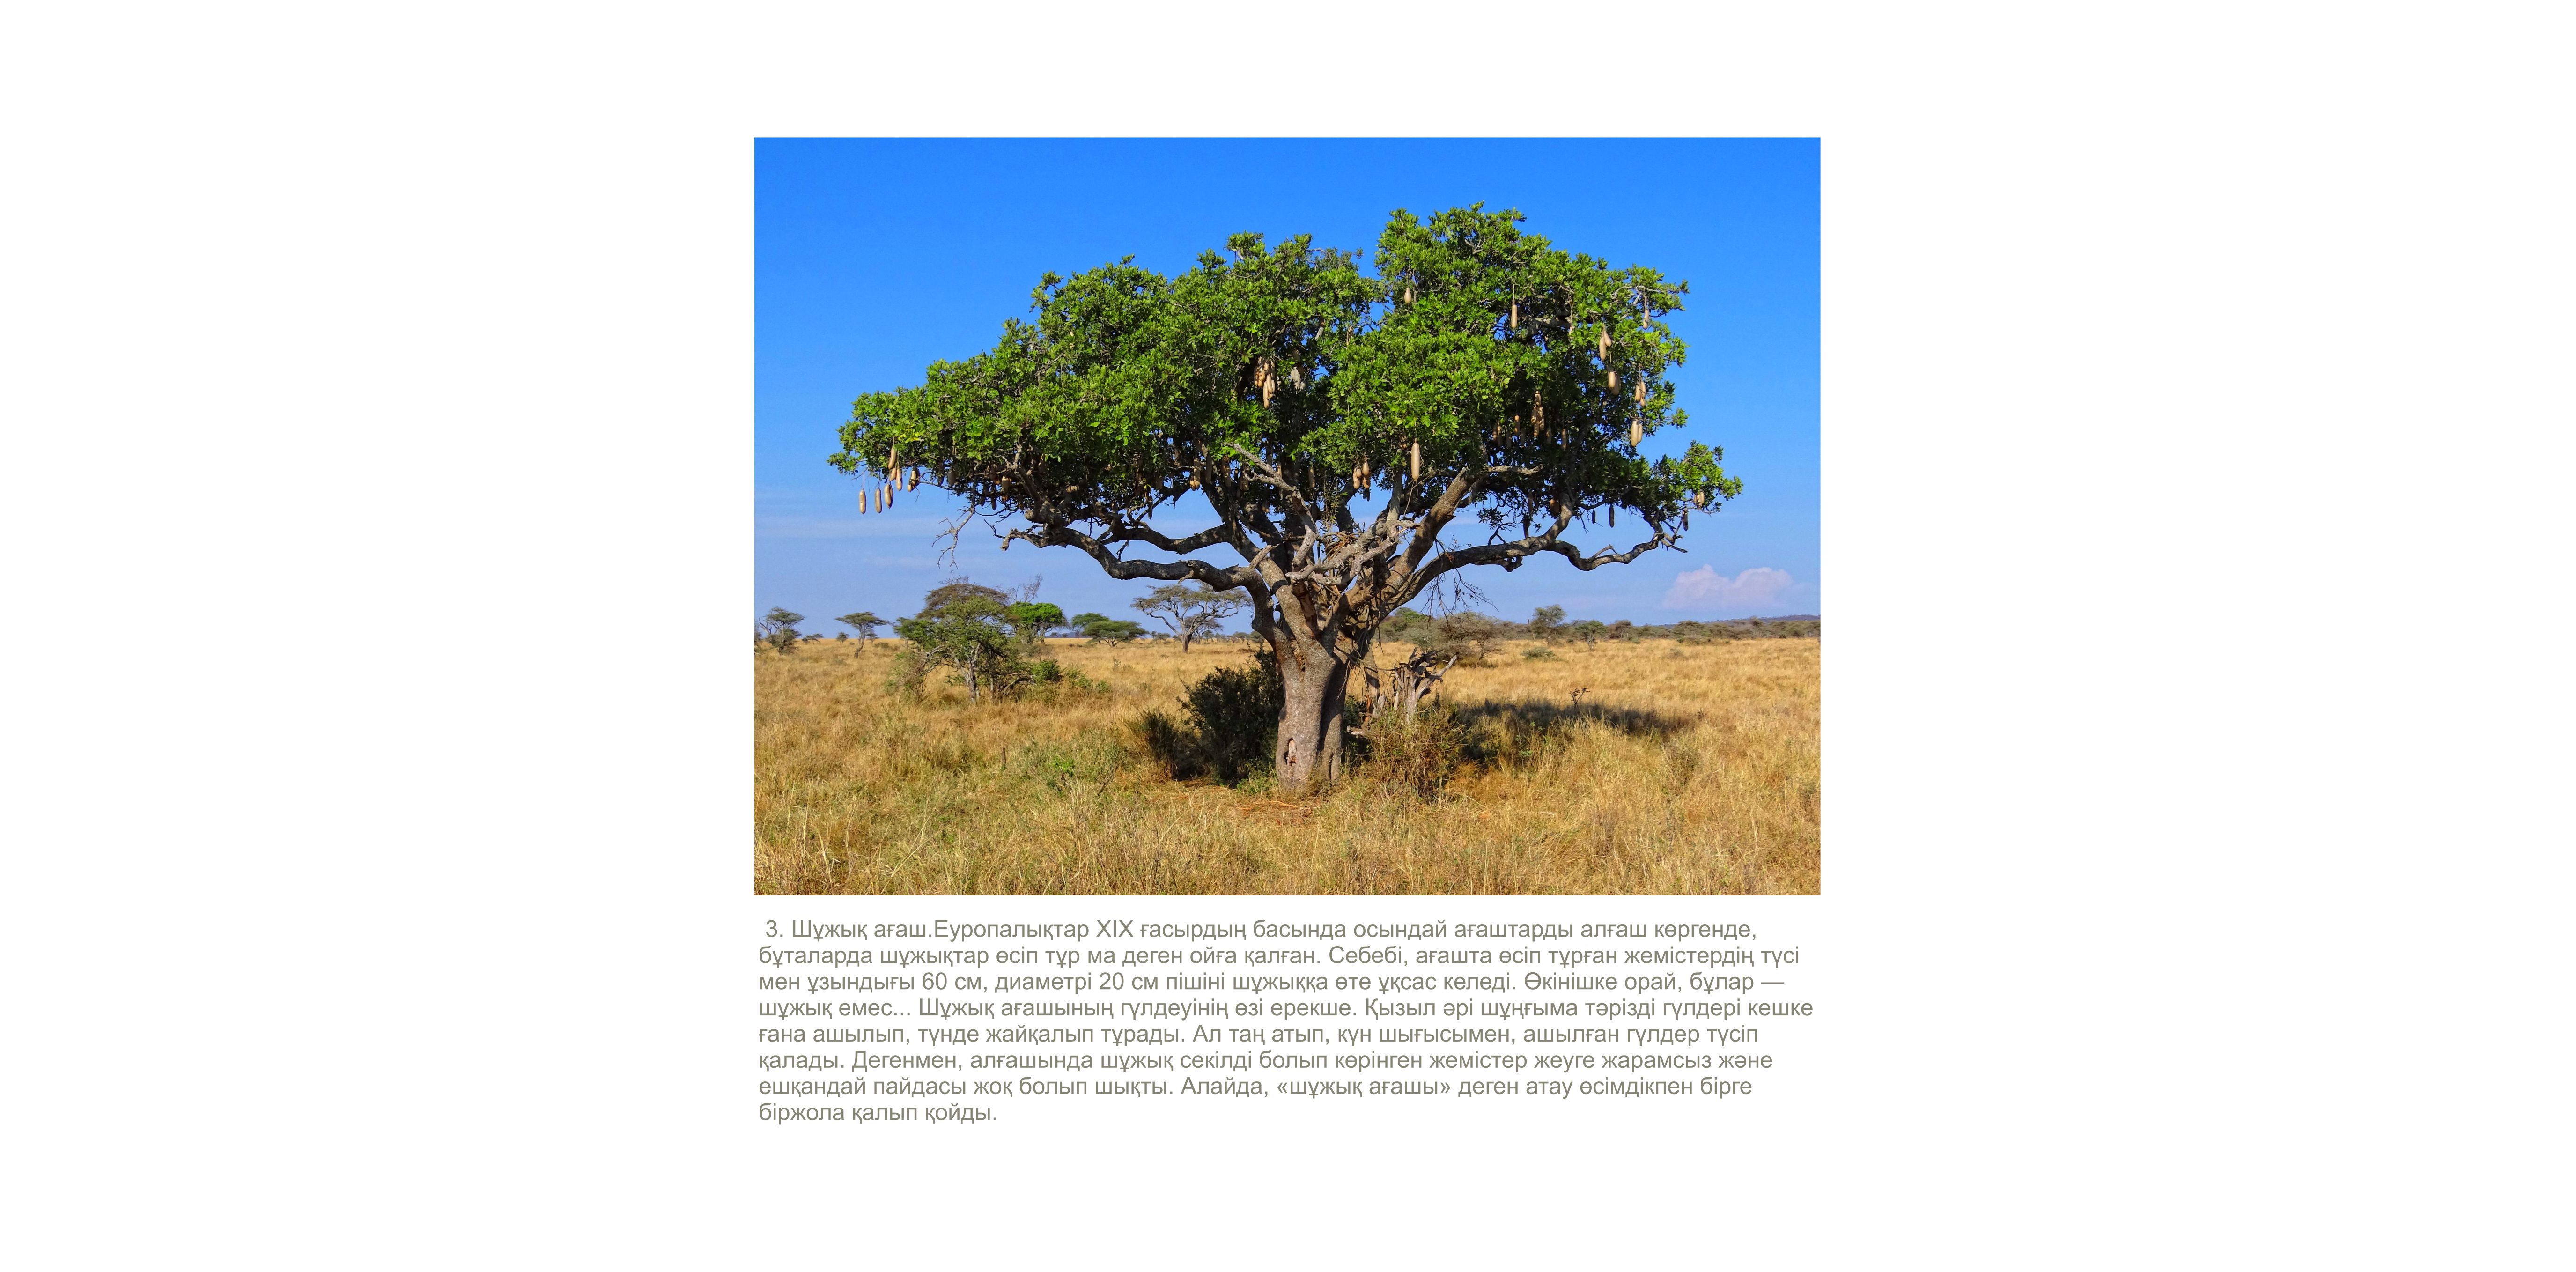 3. Шұжық ағаш.Еуропалықтар XIX ғасырдың басында осындай ағаштарды алғаш көргенде,
бұталарда шұжықтар өсіп тұр ма деген ойға қалған. Себебі, ағашта өсіп тұрған жемістердің түсі
мен ұзындығы 60 см, диаметрі 20 см пішіні шұжыққа өте ұқсас келеді. Өкінішке орай, бұлар —
шұжық емес... Шұжық ағашының гүлдеуінің өзі ерекше. Қызыл әрі шұңғыма тәрізді гүлдері кешке
ғана ашылып, түнде жайқалып тұрады. Ал таң атып, күн шығысымен, ашылған гүлдер түсіп
қалады. Дегенмен, алғашында шұжық секілді болып көрінген жемістер жеуге жарамсыз және
ешқандай пайдасы жоқ болып шықты. Алайда, «шұжық ағашы» деген атау өсімдікпен бірге
біржола қалып қойды.